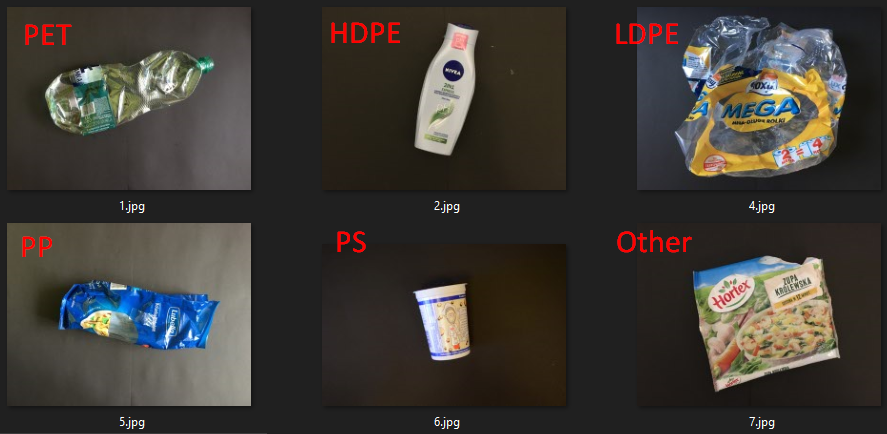 PET
HDPE
LDPE
NIVEA
MEGA
1.jpg
2.jpg
4.jpg
PP
PS
Other
Lubella
Hortex
ZUPA
KRÓLEWSKA
5.jpg
6.jpg
7.jpg